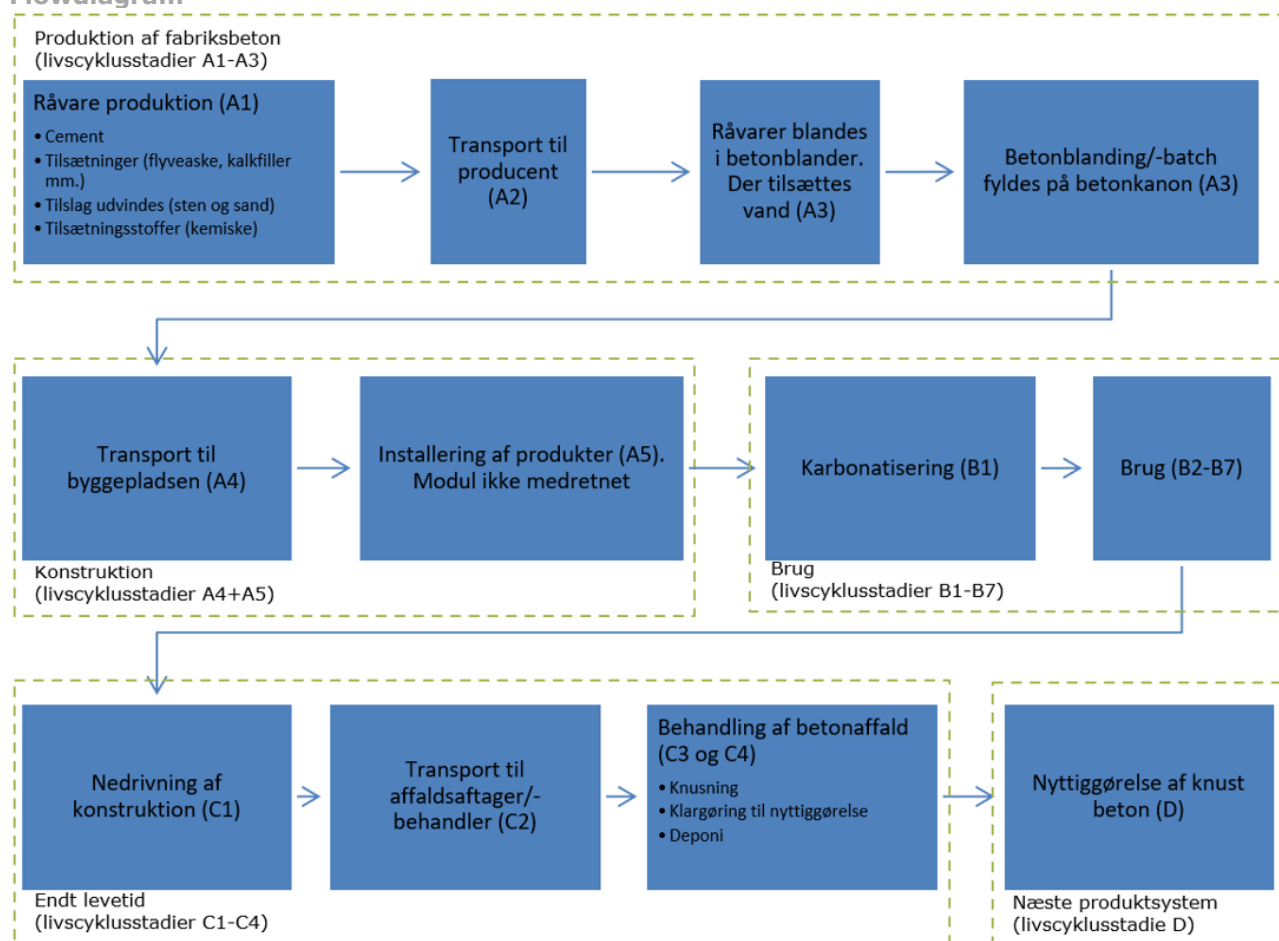 Flowdiagram
Produktion af fabriksbeton
(livscyklusstadier A1-A3)
Råvare produktion (A1)
• Cement
• Tilsætninger (flyveaske, kalkfiller
mm.)
• Tilslag udvindes (sten og sand)
• Tilsætningsstoffer (kemiske)
Transport til
producent
(A2)
Råvarer blandes
i betonblander.
Der tilsættes
vand (A3)
Betonblanding/-batch
fyldes på betonkanon (A3)
Transport til
byggepladsen (A4)
Installering af produkter (A5).
Modul ikke medretnet
Konstruktion
(livscyklusstadier A4+A5)
Karbonatisering (B1)
Brug (B2-B7)
Brug
(livscyklusstadier B1-B7)
Nedrivning af
konstruktion (C1)
Transport til
affaldsaftager/-
behandler (C2)
Behandling af betonaffald
(C3 og C4)
• Knusning
• Klargøring til nyttiggørelse
• Deponi
Endt levetid
(livscyklusstadier C1-C4)
Nyttiggørelse af knust
beton (D)
Næste produktsystem
(livscyklusstadie D)